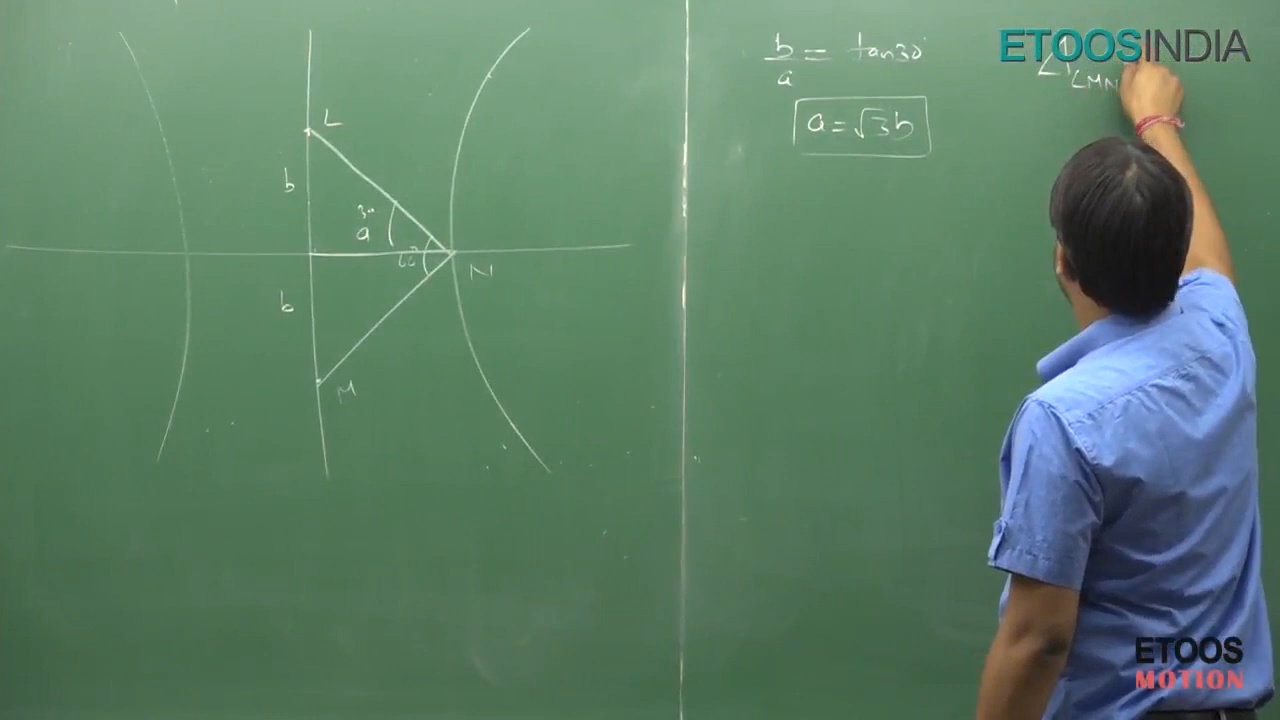 L
b
30
a
60°
N
b
M
b/a = tan30°
a = √3b
Δ LMN
ETOOSINDIA
ETOOS
MOTION